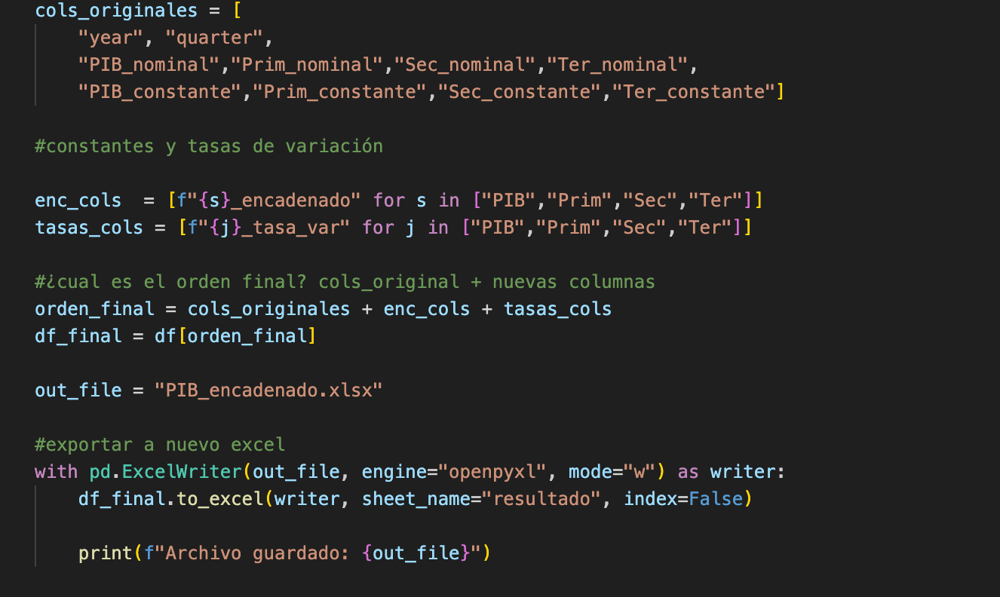 cols_originales = [
    "year", "quarter",
    "PIB_nominal","Prim_nominal","Sec_nominal","Ter_nominal",
    "PIB_constante","Prim_constante","Sec_constante","Ter_constante"]
#constantes y tasas de variación
enc_cols  = [f"{s}_encadenado" for s in ["PIB","Prim","Sec","Ter"]]
tasas_cols = [f"{j}_tasa_var" for j in ["PIB","Prim","Sec","Ter"]]
#¿cual es el orden final? cols_original + nuevas columnas
orden_final = cols_originales + enc_cols + tasas_cols
df_final = df[orden_final]
out_file = "PIB_encadenado.xlsx"
#exportar a nuevo excel
with pd.ExcelWriter(out_file, engine="openpyxl", mode="w") as writer:
    df_final.to_excel(writer, sheet_name="resultado", index=False)
    print(f"Archivo guardado: {out_file}")